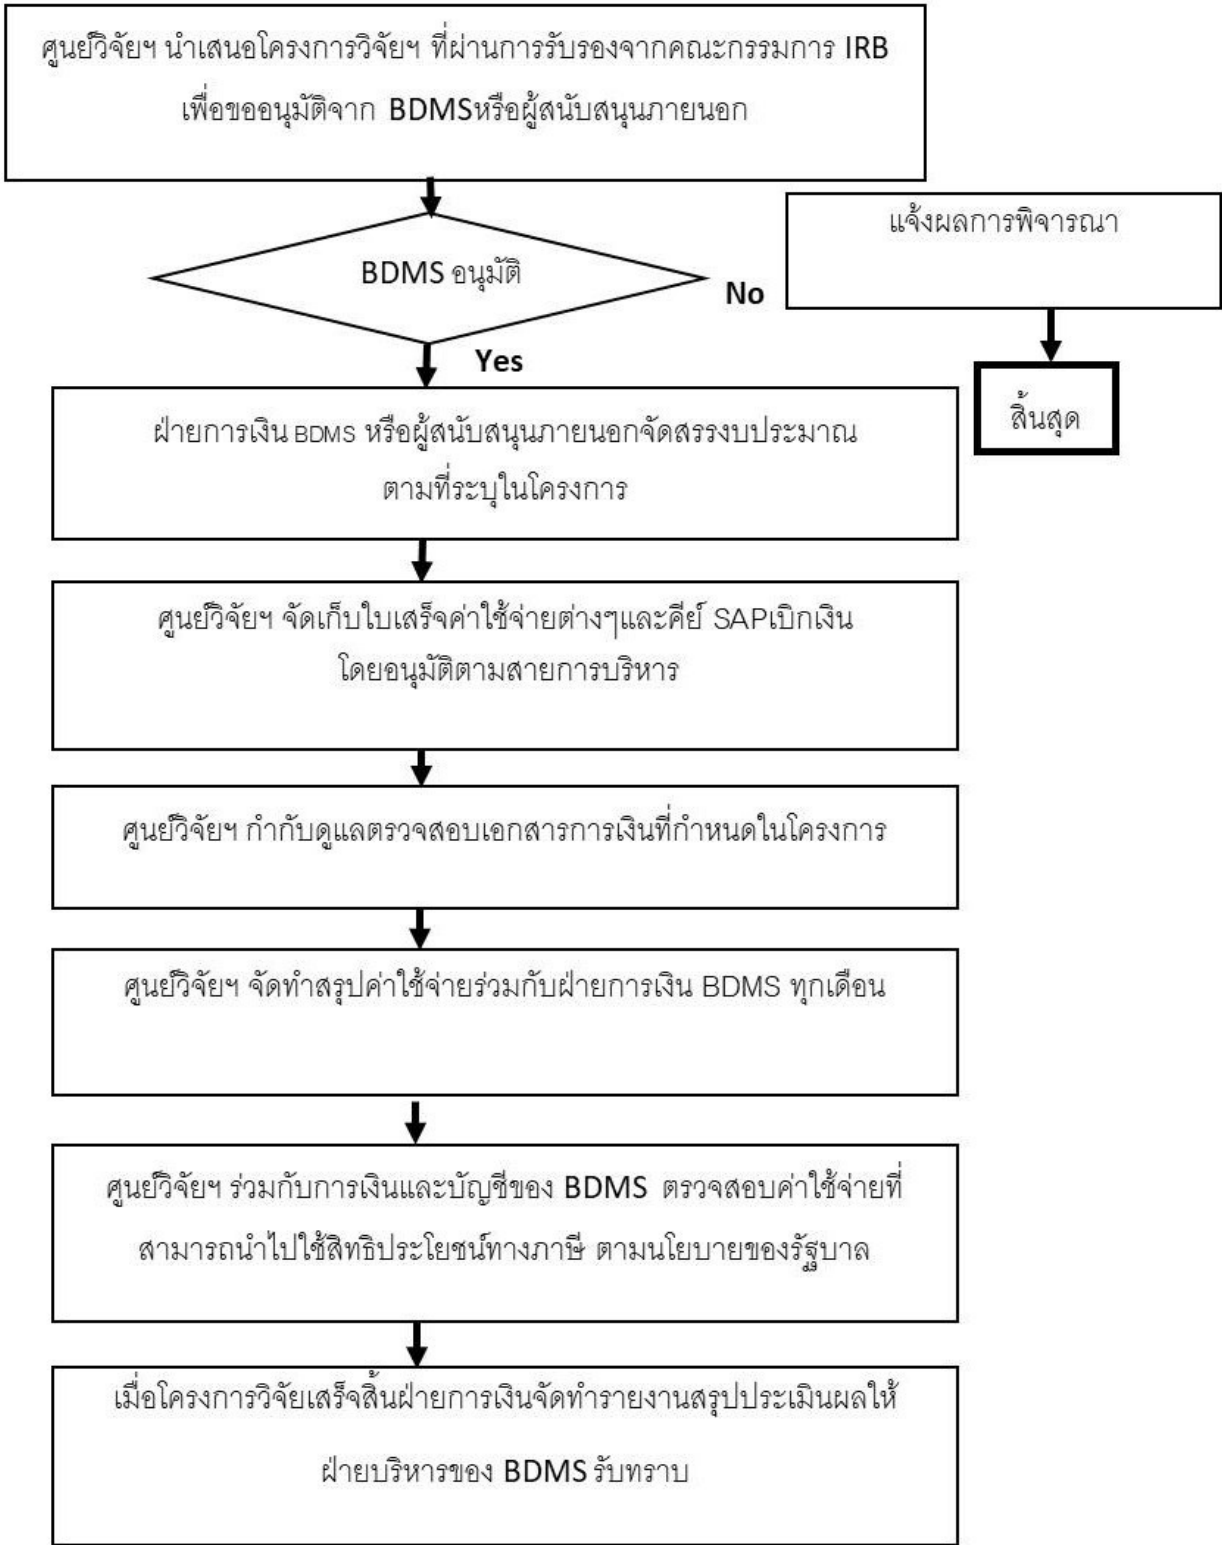 ศูนย์วิจัยฯ นำเสนอโครงการวิจัยฯ ที่ผ่านการรับรองจากคณะกรรมการ IRB
เพื่อขออนุมัติจาก BDMSหรือผู้สนับสนุนภายนอก
BDMS อนุมัติ
No
แจ้งผลการพิจารณา
สิ้นสุด
Yes
ฝ่ายการเงิน BDMS หรือผู้สนับสนุนภายนอกจัดสรรงบประมาณ
ตามที่ระบุในโครงการ
ศูนย์วิจัยฯ จัดเก็บใบเสร็จค่าใช้จ่ายต่างๆและคีย์ SAPเบิกเงิน
โดยอนุมัติตามสายการบริหาร
ศูนย์วิจัยฯ กำกับดูแลตรวจสอบเอกสารการเงินที่กำหนดในโครงการ
ศูนย์วิจัยฯ จัดทำสรุปค่าใช้จ่ายร่วมกับฝ่ายการเงิน BDMS ทุกเดือน
ศูนย์วิจัยฯ ร่วมกับการเงินและบัญชีของ BDMS ตรวจสอบค่าใช้จ่ายที่
สามารถนำไปใช้สิทธิประโยชน์ทางภาษี ตามนโยบายของรัฐบาล
เมื่อโครงการวิจัยเสร็จสิ้นฝ่ายการเงินจัดทำรายงานสรุปประเมินผลให้
ฝ่ายบริหารของ BDMS รับทราบ